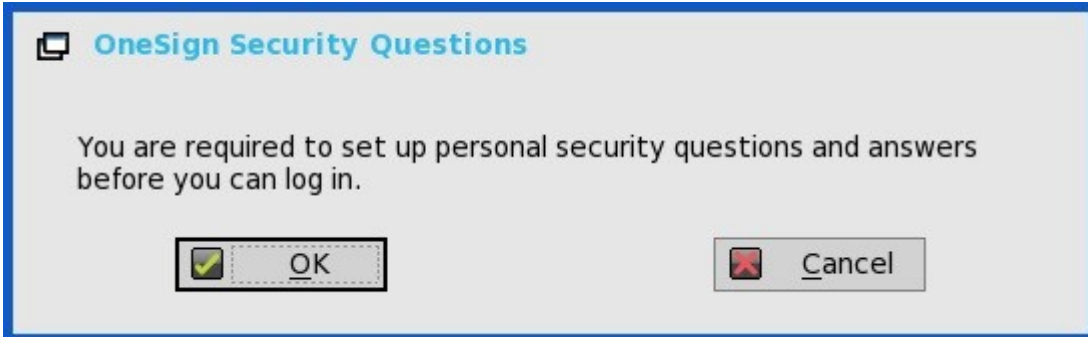 OneSign Security Questions
You are required to set up personal security questions and answers
before you can log in.
OK
Cancel